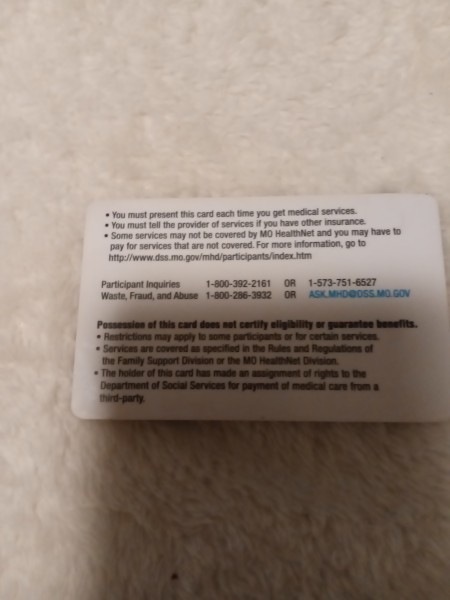 • You must present this card each time you get medical services.
• You must tell the provider of services if you have other insurance.
• Some services may not be covered by MO HealthNet and you may have to
pay for services that are not covered. For more information, go to
http://www.dss.mo.gov/mhd/participants/index.htm
Participant Inquiries 1-800-392-2161 OR 1-573-751-6527
Waste, Fraud, and Abuse 1-800-286-3932 OR ASK.MHD@DSS.MO.GOV
Possession of this card does not certify eligibility or guarantee benefits.
• Restrictions may apply to some participants or for certain services.
• Services are covered as specified in the Rules and Regulations of
the Family Support Division or the MO HealthNet Division.
• The holder of this card has made an assignment of rights to the
Department of Social Services for payment of medical care from a
third-party.